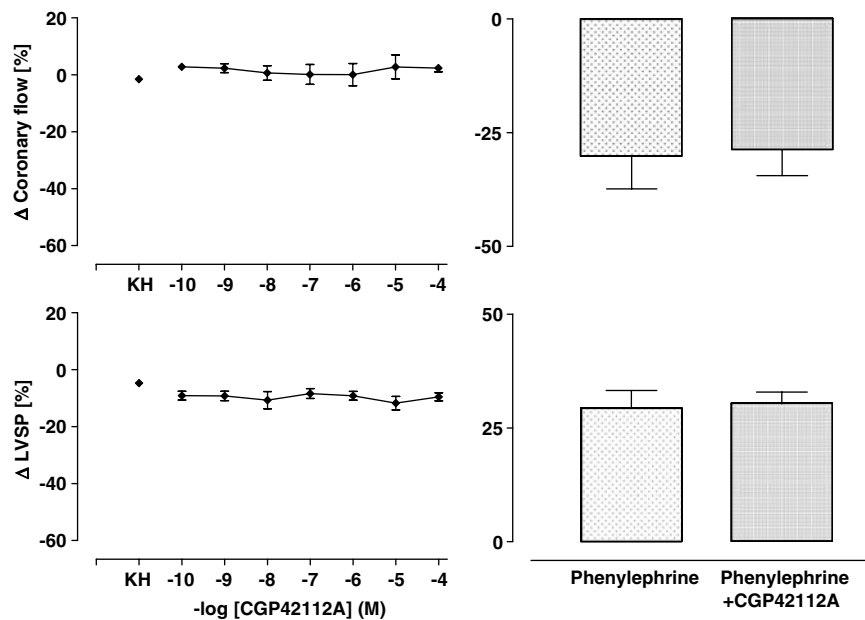 20
0
-20
-40
-60
Δ Coronary flow [%]
KH -10 -9 -8 -7 -6 -5 -4
0
-25
-50
20
0
-20
-40
-60
Δ LVSP [%]
KH -10 -9 -8 -7 -6 -5 -4
-log [CGP42112A] (M)
50
25
0
Phenylephrine
Phenylephrine
+CGP42112A